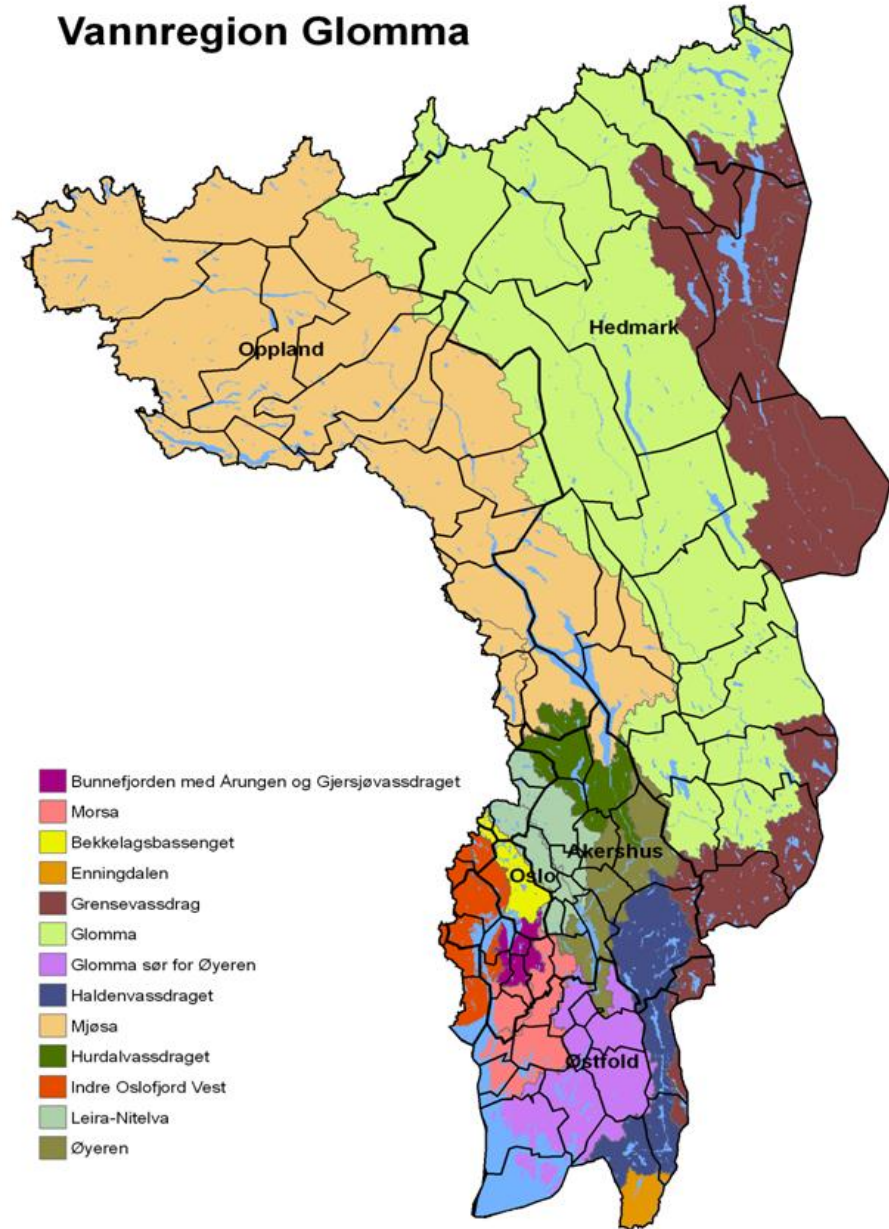 Vannregion Glomma
Hedmark
Oppland
Akershus
Oslo
Østfold
Bunnefjorden med Årungen og Gjersjøvassdraget
Morsa
Bekkelagsbassenget
Enningdalen
Grensevassdrag
Glomma
Glomma sør for Øyeren
Haldenvassdraget
Mjøsa
Hurdalvassdraget
Indre Oslofjord Vest
Leira-Nitelva
Øyeren